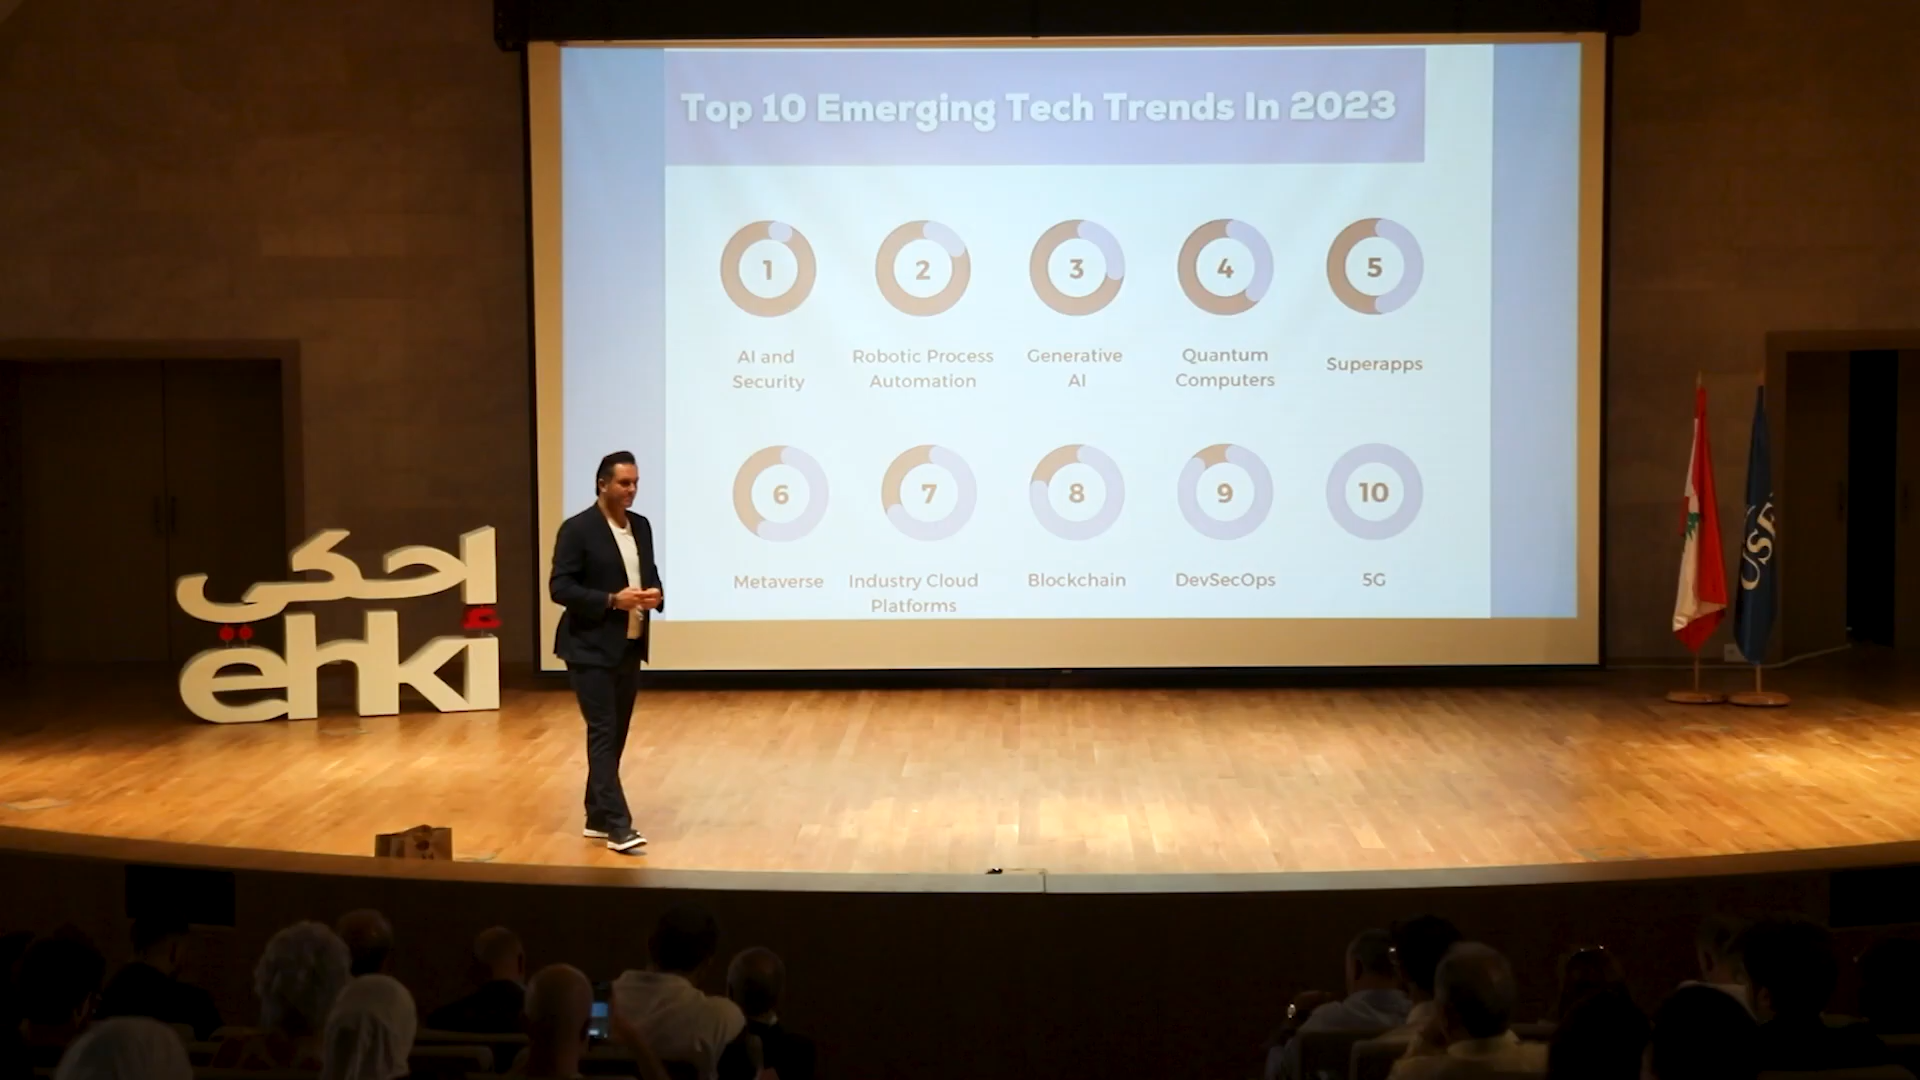 Top 10 Emerging Tech Trends In 2023
1
2
3
4
5
AI and
Security
Robotic Process
Automation
Generative
AI
Quantum
Computers
Superapps
6
7
8
9
10
Metaverse
Industry Cloud
Platforms
Blockchain
DevSecOps
5G
احكي
ehki